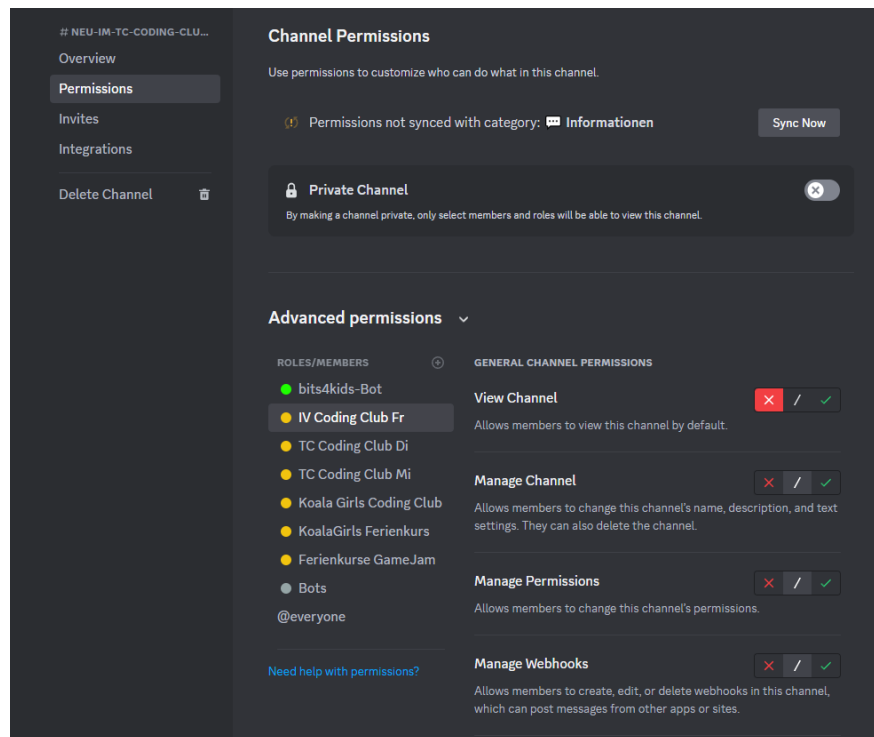 # NEU-IM-TC-CODING-CLU...
Overview
Permissions
Invites
Integrations
Delete Channel
Channel Permissions
Use permissions to customize who can do what in this channel.
Permissions not synced with category: 💬 Informationen
Sync Now
Private Channel
By making a channel private, only select members and roles will be able to view this channel.
Advanced permissions
ROLES/MEMBERS
bits4kids-Bot
IV Coding Club Fr
TC Coding Club Di
TC Coding Club Mi
Koala Girls Coding Club
KoalaGirls Ferienkurs
Ferienkurse GameJam
Bots
@everyone
Need help with permissions?
GENERAL CHANNEL PERMISSIONS
View Channel
Allows members to view this channel by default.
Manage Channel
Allows members to change this channel's name, description, and text
settings. They can also delete the channel.
Manage Permissions
Allows members to change this channel's permissions.
Manage Webhooks
Allows members to create, edit, or delete webhooks in this channel,
which can post messages from other apps or sites.